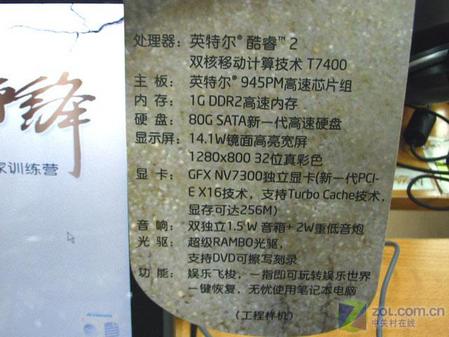 处理器: 英特尔® 酷睿™ 2
双核移动计算技术 T7400
主 板: 英特尔® 945PM高速芯片组
内 存: 1G DDR2高速内存
硬 盘: 80G SATA新一代高速硬盘
显示屏: 14.1W镜面高亮宽屏
1280x800 32位真彩色
显 卡: GFX NV7300独立显卡(新一代PCI-
E X16技术，支持Turbo Cache技术，
显存可达256M)
音 响: 双独立1.5 W 音箱+ 2W重低音炮
光 驱: 超级RAMBO光驱，
支持DVD可擦写刻录
功 能: 娱乐飞梭，一指即可玩转娱乐世界
一键恢复，无忧使用笔记本电脑
(工程样机)
锋
家训练营
zol.com.cn
中关村在线